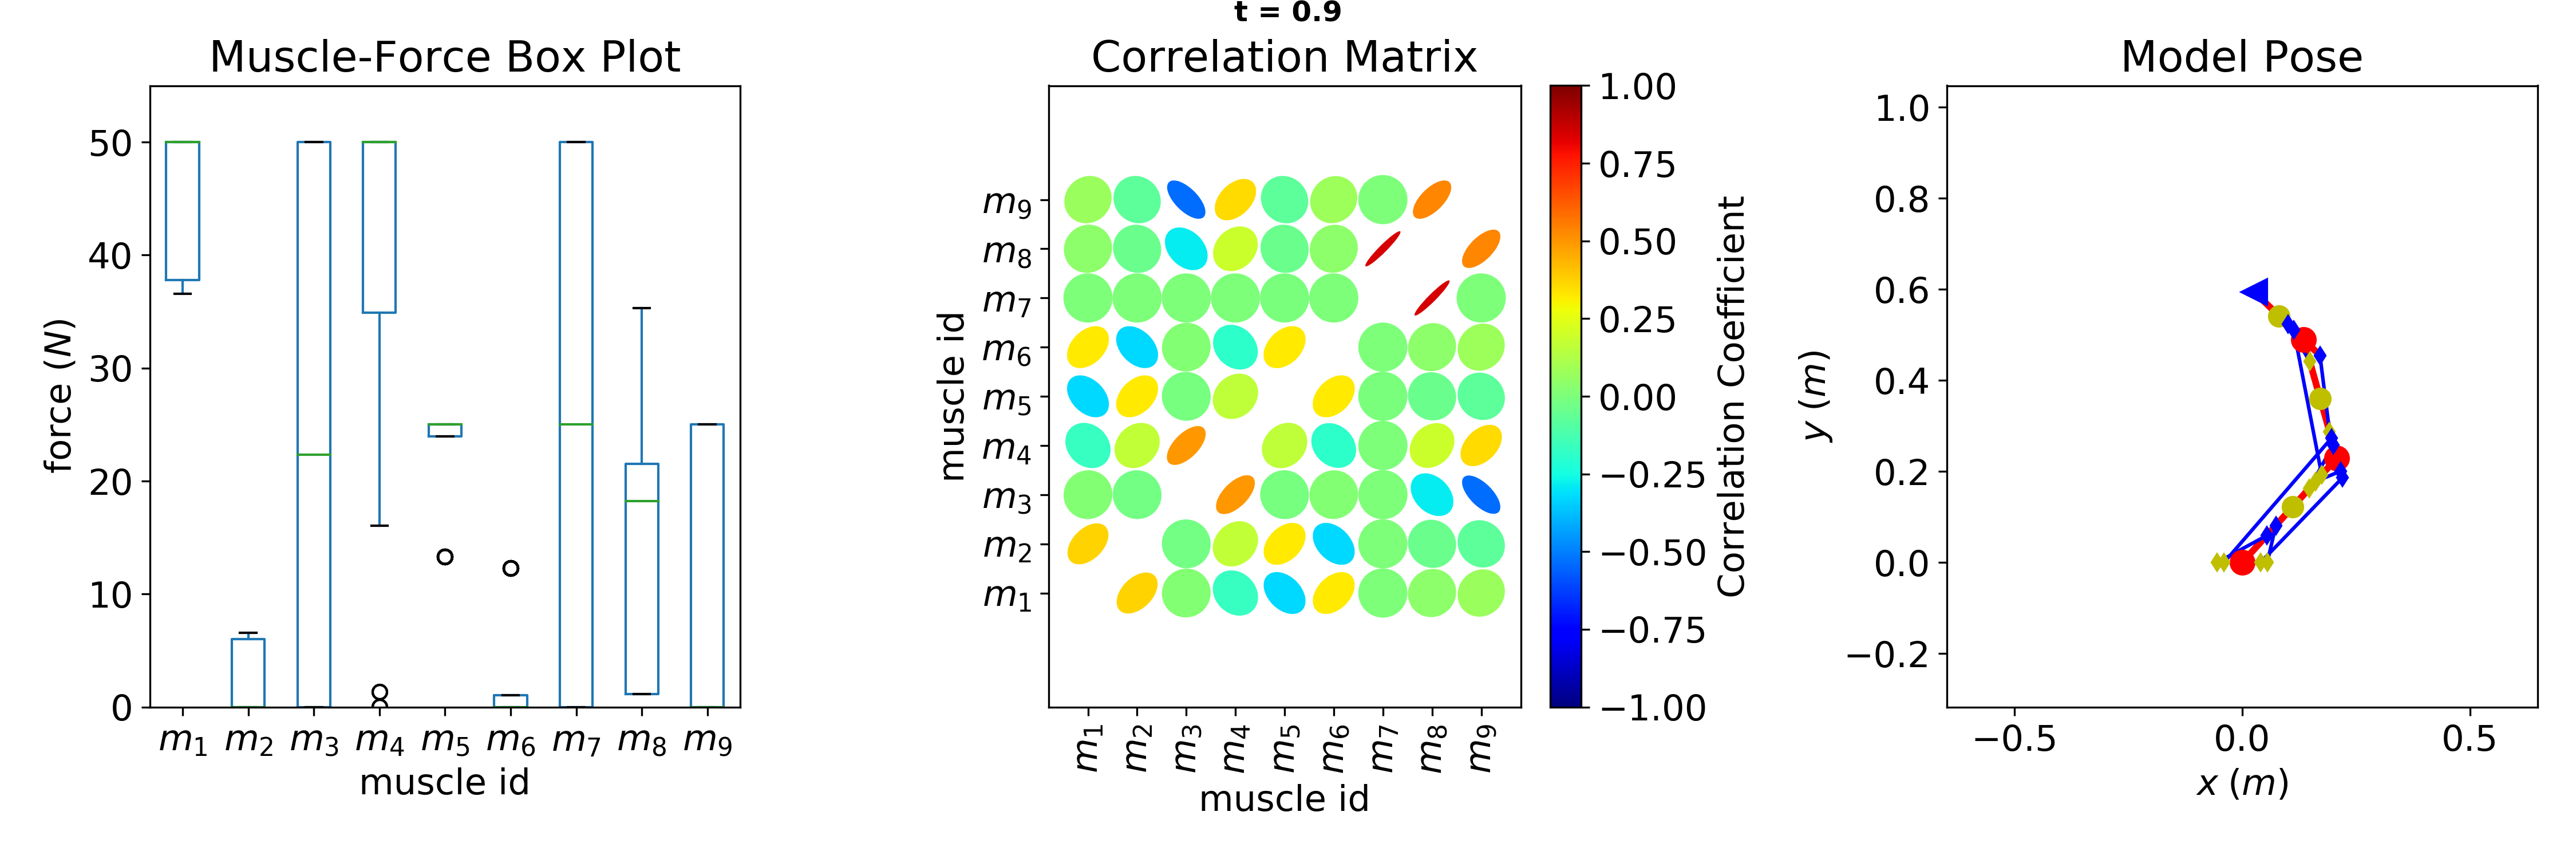 t = 0.9
Muscle-Force Box Plot
50
40
30
20
10
0
force (N)
m1 m2 m3 m4 m5 m6 m7 m8 m9
muscle id
Correlation Matrix
m9
m8
m7
m6
m5
m4
m3
m2
m1
muscle id
m1 m2 m3 m4 m5 m6 m7 m8 m9
muscle id
1.00
0.75
0.50
0.25
0.00
−0.25
−0.50
−0.75
−1.00
Correlation Coefficient
Model Pose
1.0
0.8
0.6
0.4
0.2
0.0
−0.2
y (m)
−0.5 0.0 0.5
x (m)